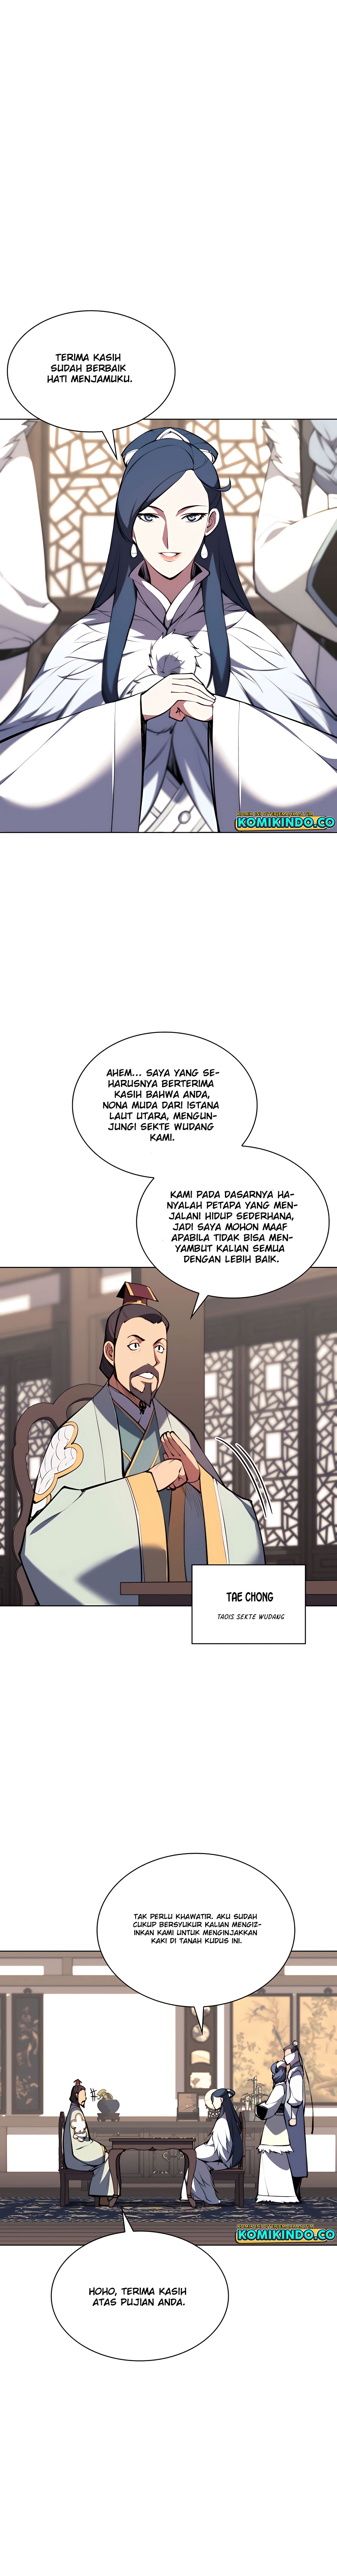 TERIMA KASIH
SUDAH BERBAIK
HATI MENJAMUKU.
KOMIKINDO.CO
AHEM... SAYA YANG SE-
HARUSNYA BERTERIMA
KASIH BAHWA ANDA,
NONA MUDA DARI ISTANA
LAUT UTARA, MENGUN-
JUNGI SEKTE WUDANG
KAMI.
KAMI PADA DASARNYA HA-
NYALAH PETAPA YANG MEN-
JALANI HIDUP SEDERHANA,
JADI SAYA MOHON MAAF
APABILA TIDAK BISA MEN-
YAMBUT KALIAN SEMUA
DENGAN LEBIH BAIK.
TAE CHONG
TAOIS SEKTE WUDANG
TAK PERLU KHAWATIR. AKU SUDAH
CUKUP BERSYUKUR KALIAN MENGIZ-
INKAN KAMI UNTUK MENGINJAKKAN
KAKI DI TANAH KUDUS INI.
KOMIKINDO.CO
HOHO, TERIMA KASIH
ATAS PUJIAN ANDA.